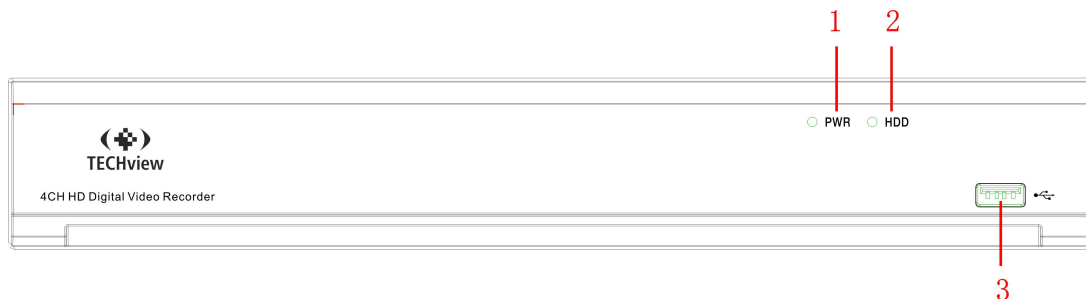 1 2
PWR HDD
TECHview
4CH HD Digital Video Recorder
3